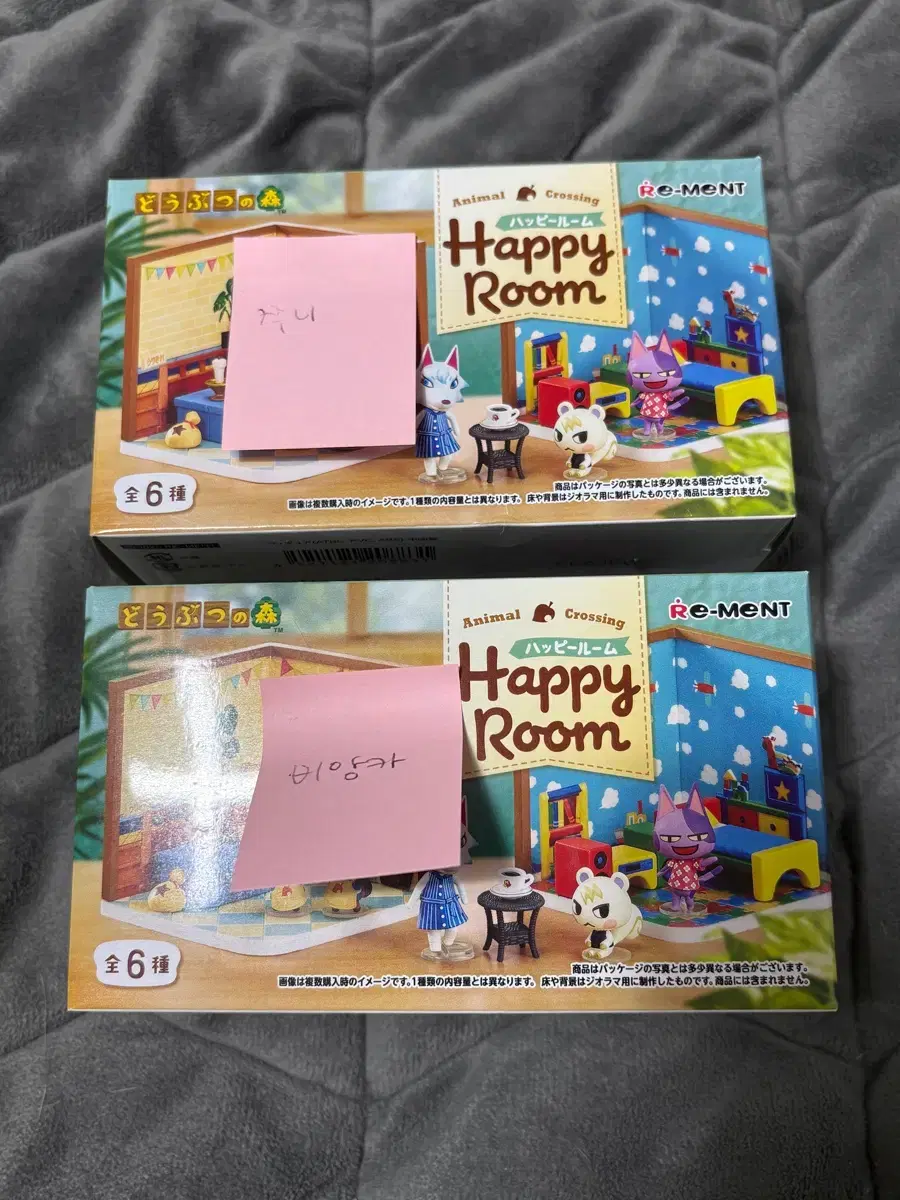 どうぶつの森™
Animal Crossing
ハッピールーム
Happy
Room
Re-MeNT
쭈니
全6種
商品はパッケージの写真とは多少異なる場合がございます。
画像は複数購入時のイメージです。1種類の内容量とは異なります。床や背景はジオラマ用に制作したものです。商品には含まれません。
どうぶつの森™
Animal Crossing
ハッピールーム
Happy
Room
Re-MeNT
비앙카
全6種
商品はパッケージの写真とは多少異なる場合がございます。
画像は複数購入時のイメージです。1種類の内容量とは異なります。床や背景はジオラマ用に制作したものです。商品には含まれません。